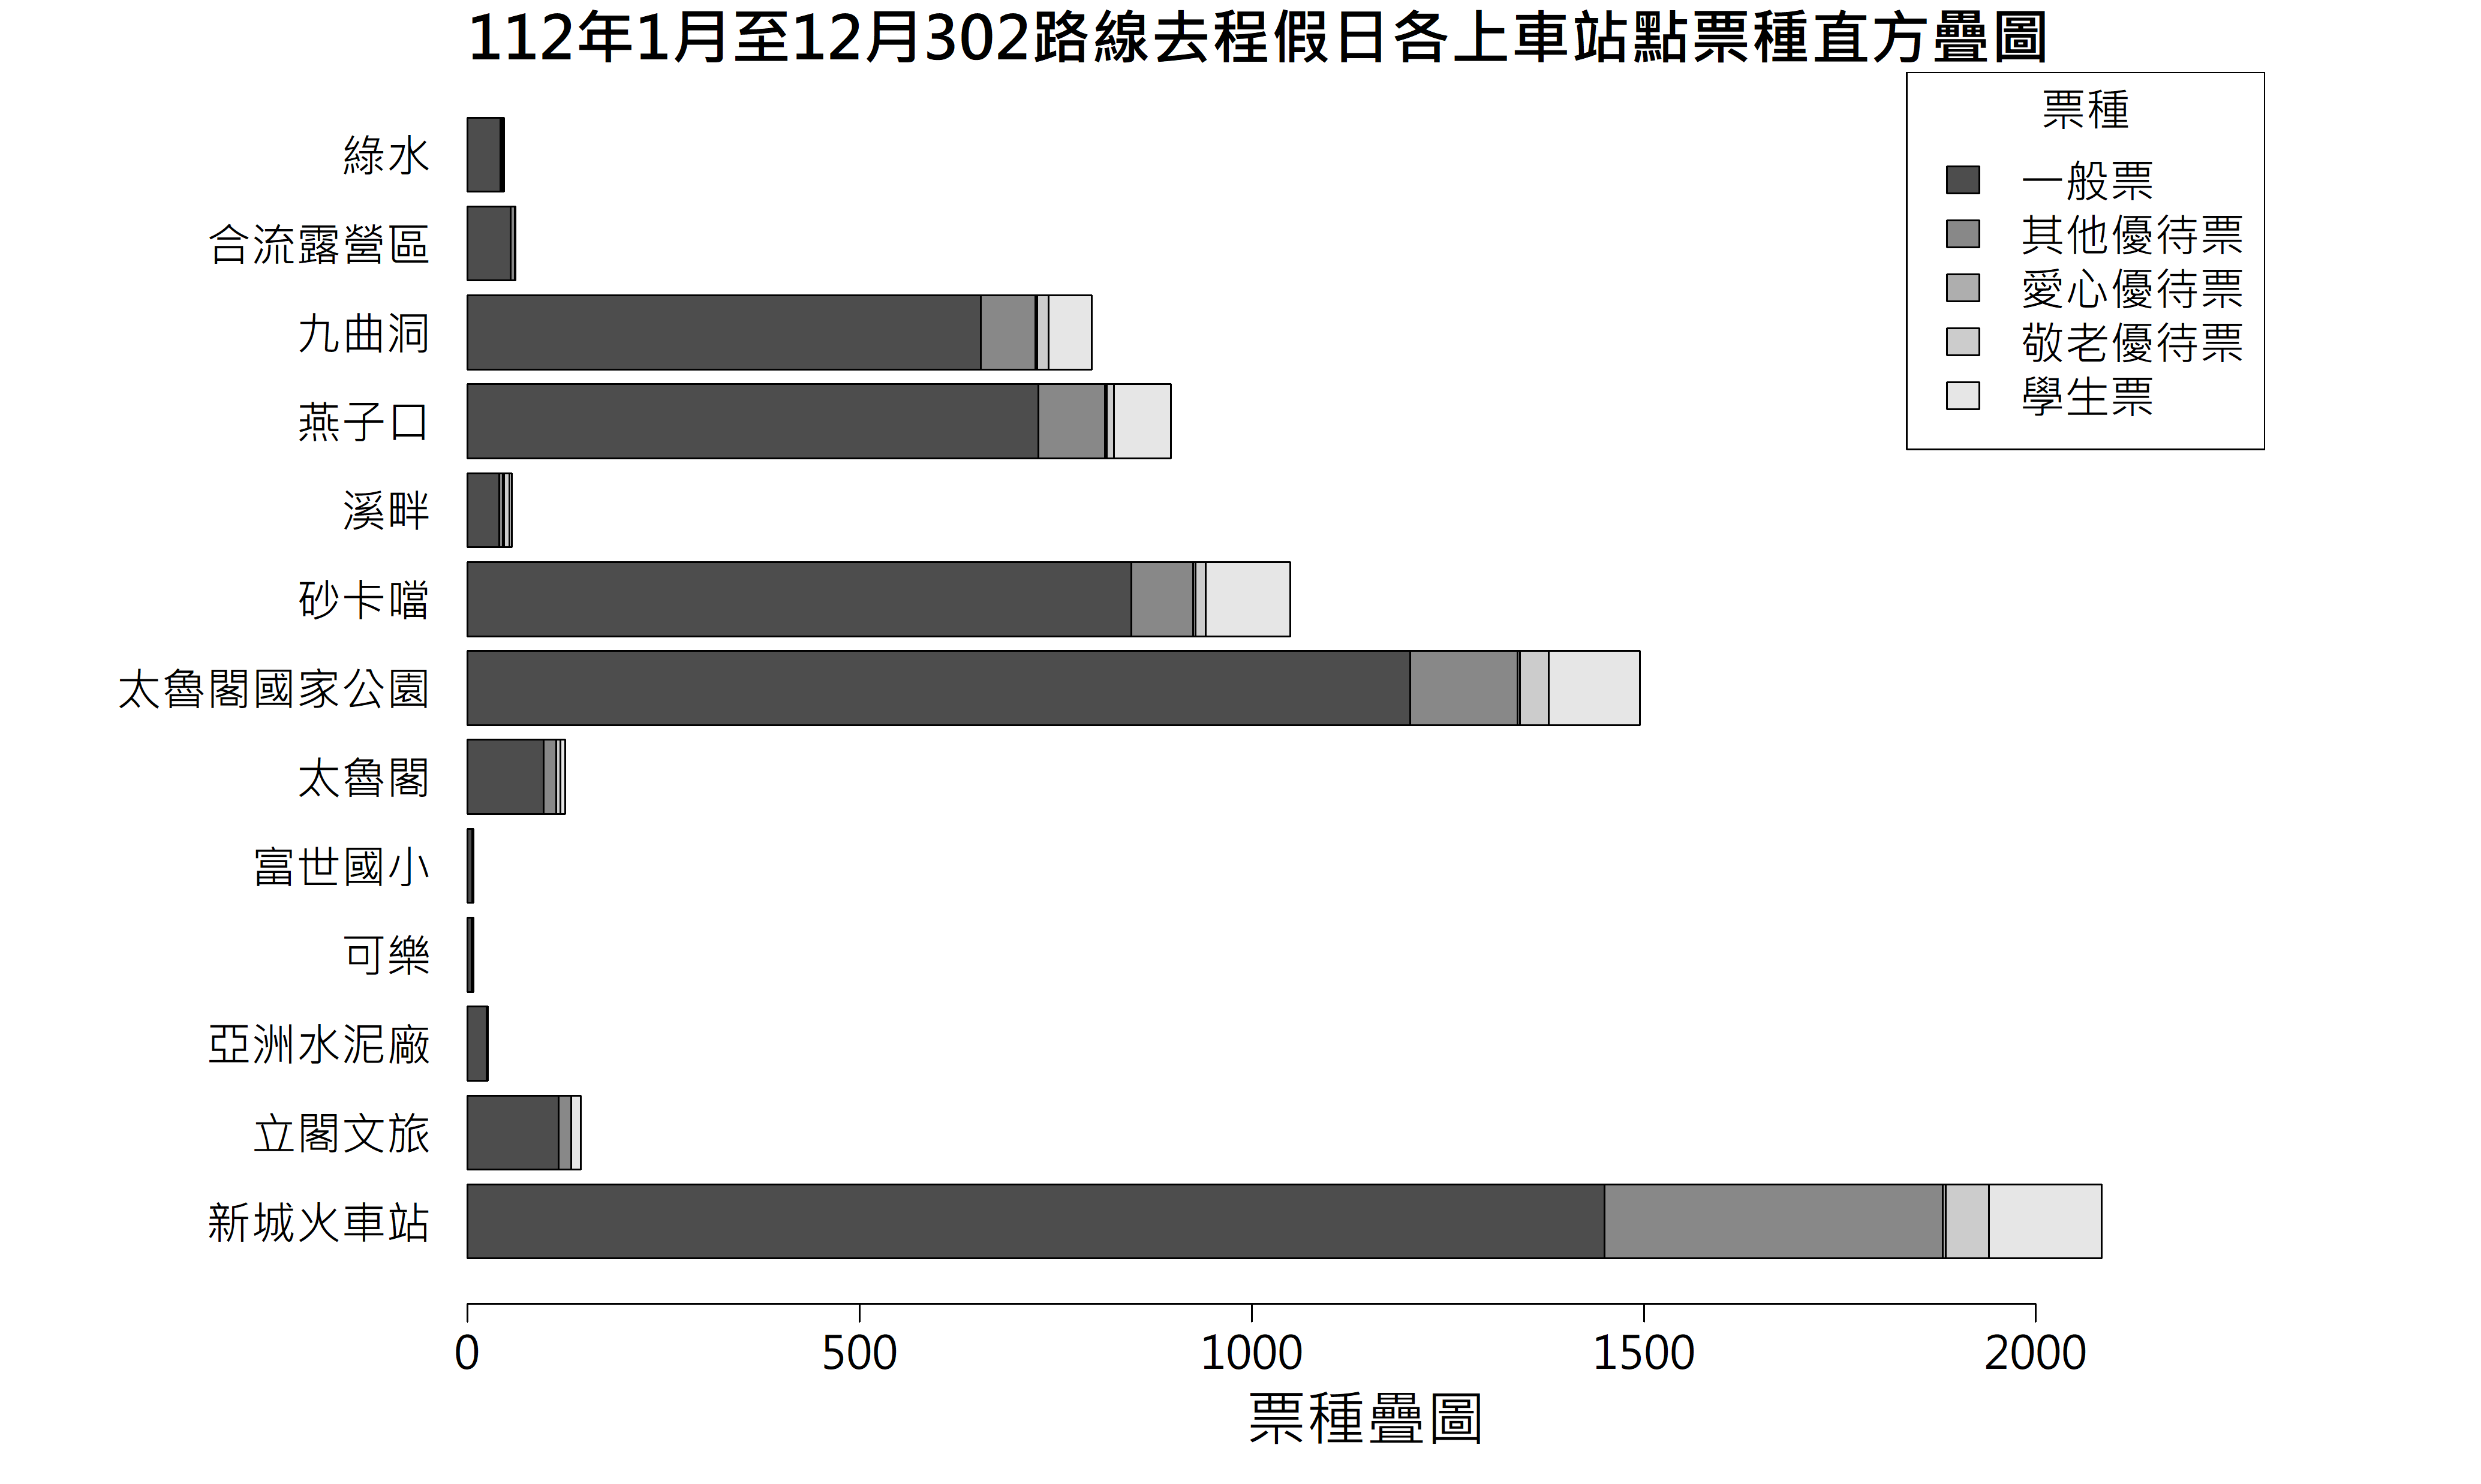 112年1月至12月302路線去程假日各上車站點票種直方疊圖
票種
一般票
其他優待票
愛心優待票
敬老優待票
學生票
綠水
合流露營區
九曲洞
燕子口
溪畔
砂卡噹
太魯閣國家公園
太魯閣
富世國小
可樂
亞洲水泥廠
立閣文旅
新城火車站
0 500 1000 1500 2000
票種疊圖